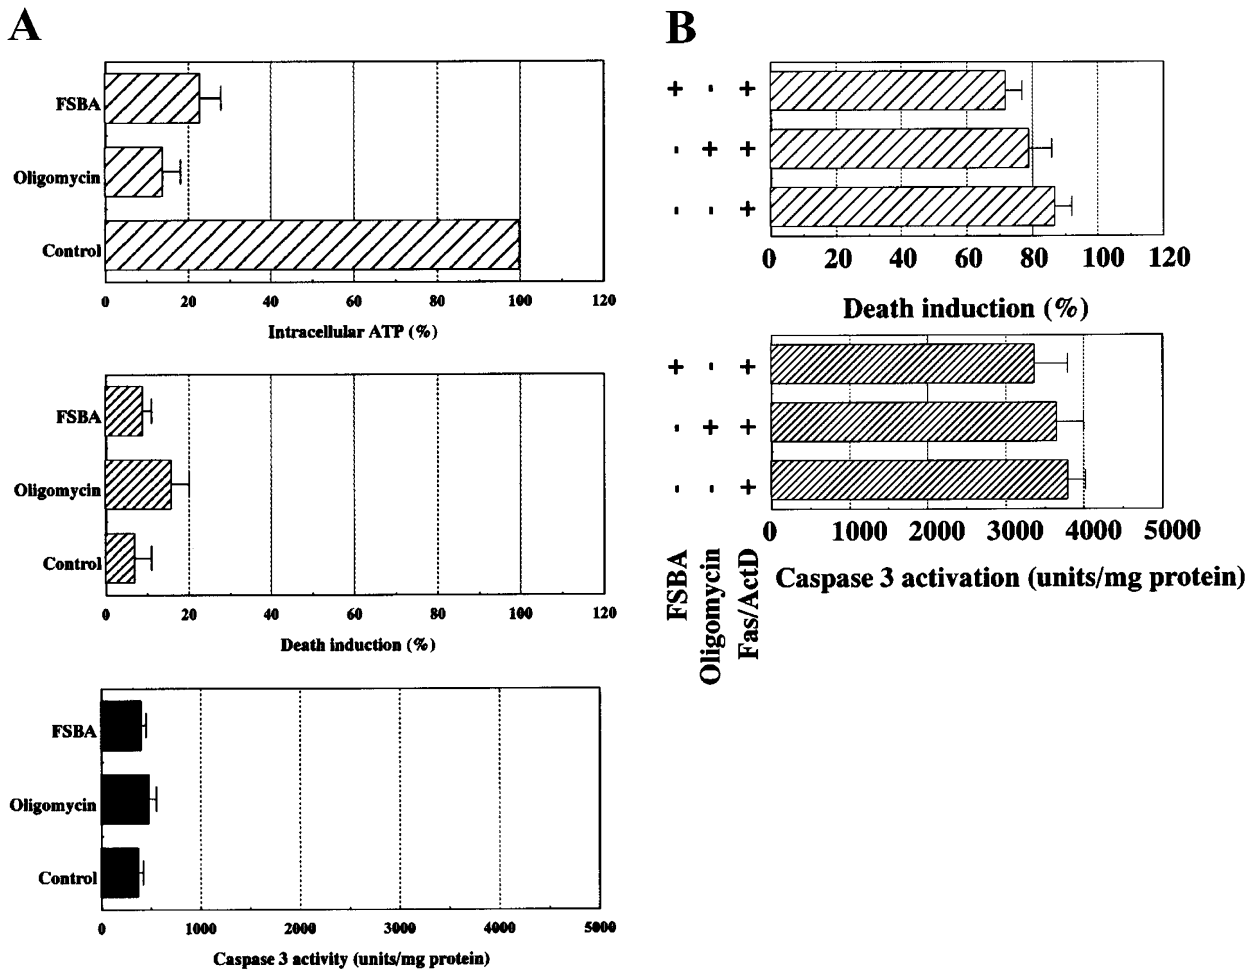 A
FSBA
Oligomycin
Control
0 20 40 60 80 100 120
Intracellular ATP (%)
FSBA
Oligomycin
Control
0 20 40 60 80 100 120
Death induction (%)
FSBA
Oligomycin
Control
0 1000 2000 3000 4000 5000
Caspase 3 activity (units/mg protein)
B
+ - +
- + +
- - +
0 20 40 60 80 100 120
Death induction (%)
+ - +
- + +
- - +
0 1000 2000 3000 4000 5000
FSBA
Oligomycin
Fas/ActD
Caspase 3 activation (units/mg protein)